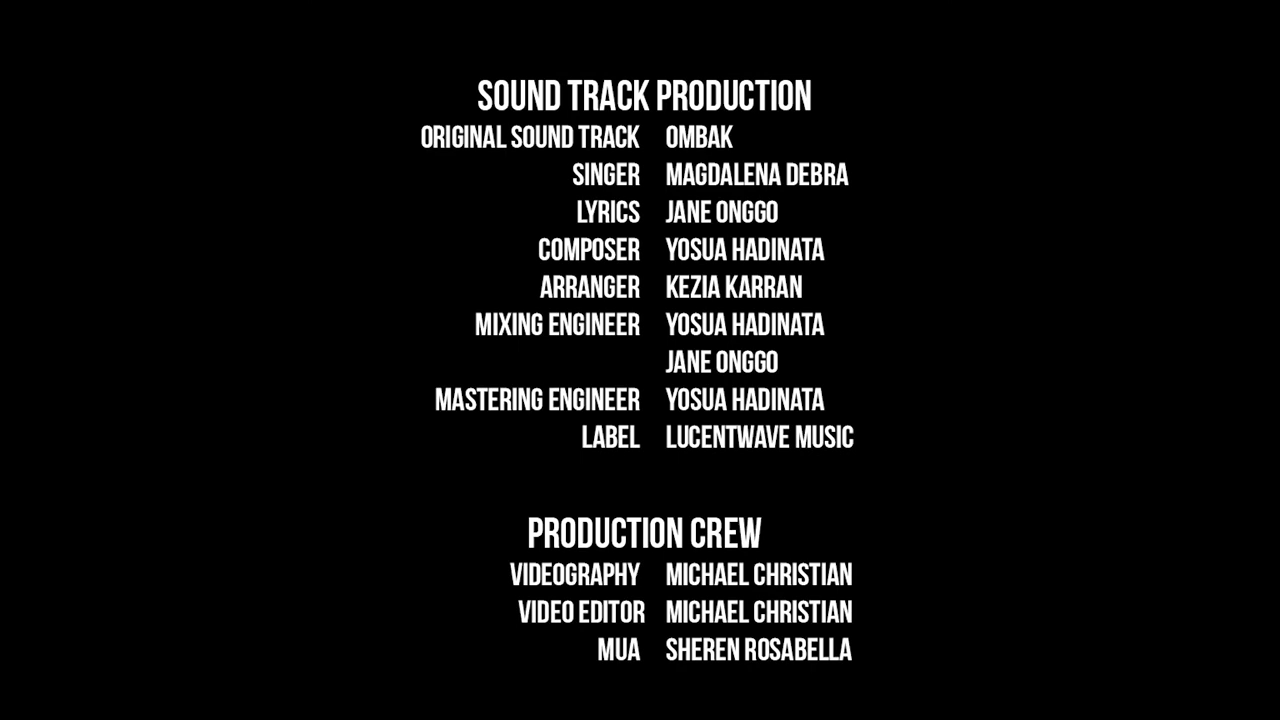 SOUND TRACK PRODUCTION
ORIGINAL SOUND TRACK OMBAK
SINGER MAGDALENA DEBRA
LYRICS JANE ONGGO
COMPOSER YOSUA HADINATA
ARRANGER KEZIA KARRAN
MIXING ENGINEER YOSUA HADINATA
JANE ONGGO
MASTERING ENGINEER YOSUA HADINATA
LABEL LUCENTWAVE MUSIC
PRODUCTION CREW
VIDEOGRAPHY MICHAEL CHRISTIAN
VIDEO EDITOR MICHAEL CHRISTIAN
MUA SHEREN ROSABELLA